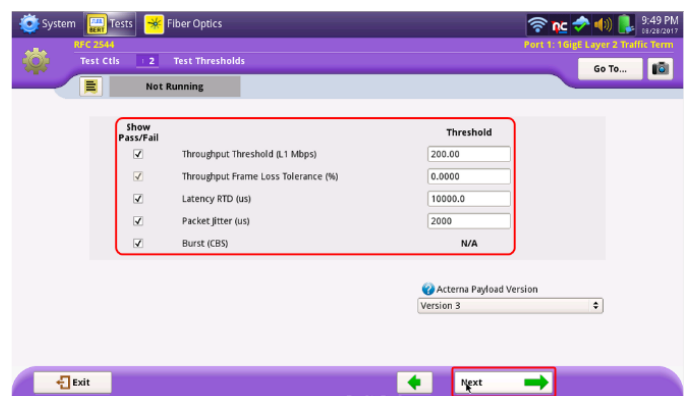 System Tests Fiber Optics 9:49 PM
08/28/2017
RFC 2544 Port 1: 1GigE Layer 2 Traffic Term
Test Ctls 2 Test Thresholds
Go To...
Not Running
Show
Pass/Fail Threshold
Throughput Threshold (L1 Mbps) 200.00
Throughput Frame Loss Tolerance (%) 0.0000
Latency RTD (us) 10000.0
Packet Jitter (us) 2000
Burst (CBS) N/A
Acterna Payload Version
Version 3
Exit Next